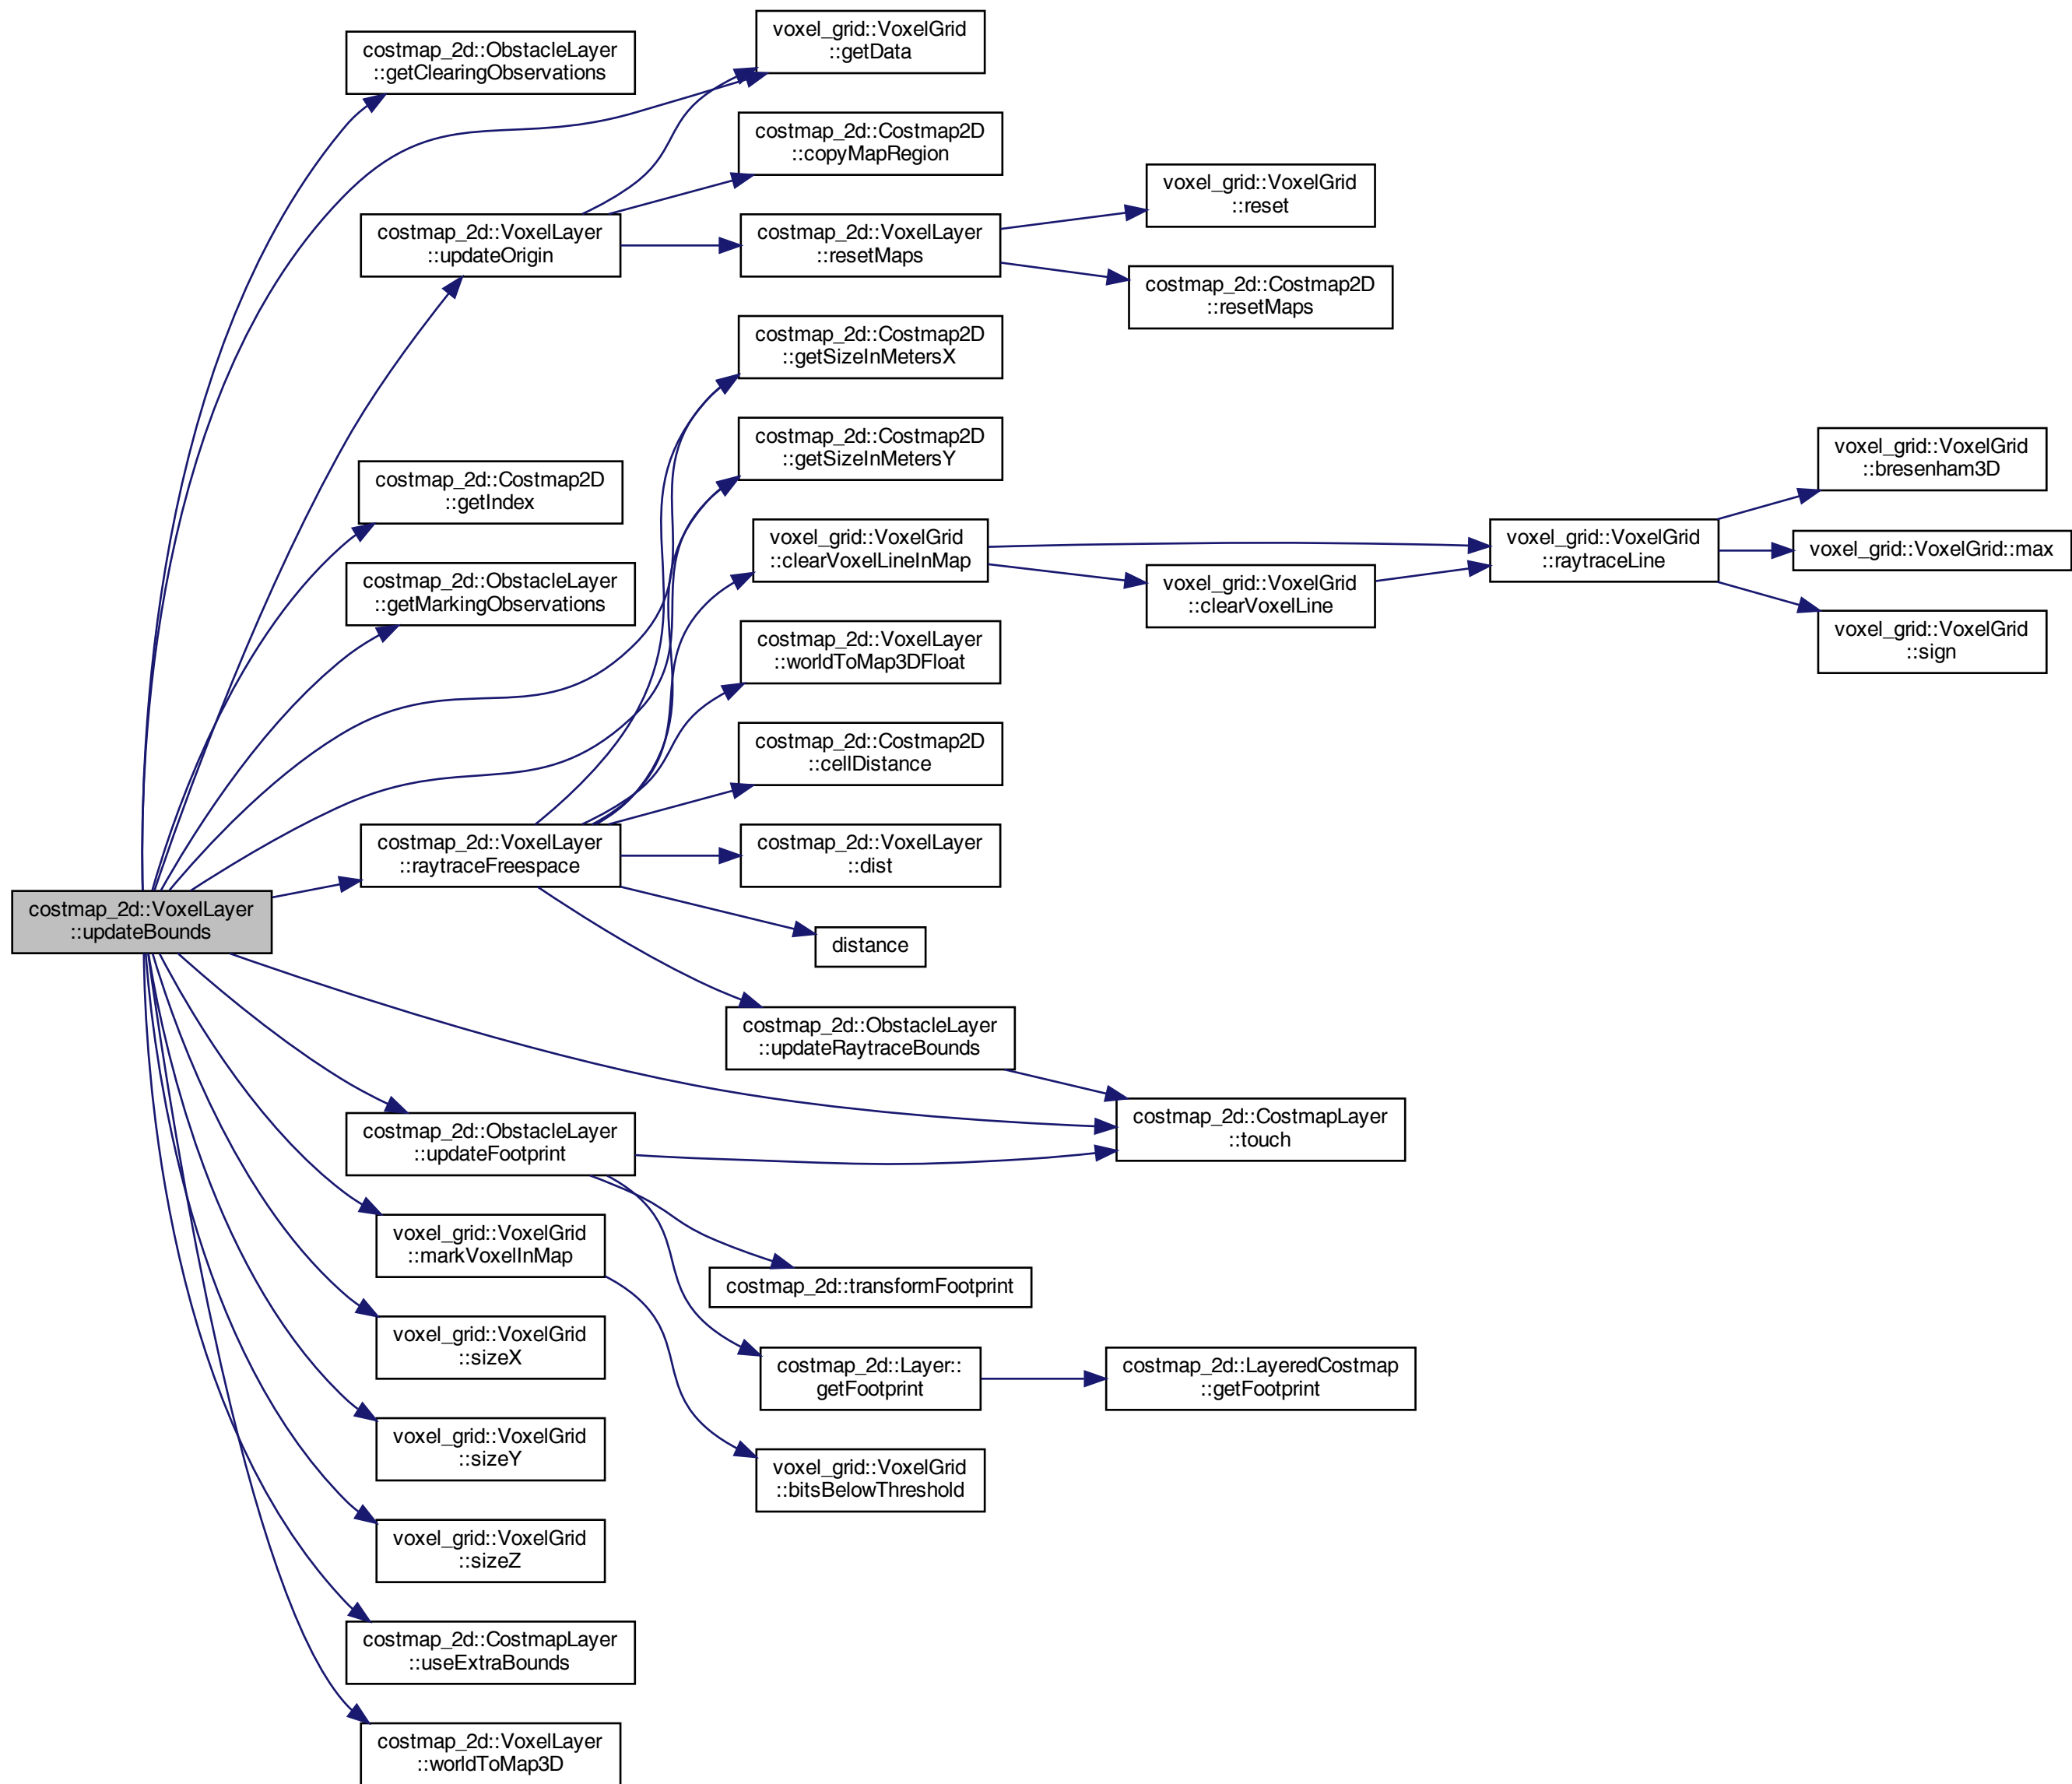 costmap_2d::VoxelLayer
::updateBounds
costmap_2d::ObstacleLayer
::getClearingObservations
voxel_grid::VoxelGrid
::getData
costmap_2d::VoxelLayer
::updateOrigin
costmap_2d::Costmap2D
::copyMapRegion
costmap_2d::VoxelLayer
::resetMaps
voxel_grid::VoxelGrid
::reset
costmap_2d::Costmap2D
::resetMaps
costmap_2d::Costmap2D
::getIndex
costmap_2d::ObstacleLayer
::getMarkingObservations
costmap_2d::Costmap2D
::getSizeInMetersX
costmap_2d::Costmap2D
::getSizeInMetersY
costmap_2d::VoxelLayer
::raytraceFreespace
voxel_grid::VoxelGrid
::clearVoxelLineInMap
voxel_grid::VoxelGrid
::clearVoxelLine
voxel_grid::VoxelGrid
::raytraceLine
voxel_grid::VoxelGrid
::bresenham3D
voxel_grid::VoxelGrid::max
voxel_grid::VoxelGrid
::sign
costmap_2d::VoxelLayer
::worldToMap3DFloat
costmap_2d::Costmap2D
::cellDistance
costmap_2d::VoxelLayer
::dist
distance
costmap_2d::ObstacleLayer
::updateRaytraceBounds
costmap_2d::CostmapLayer
::touch
costmap_2d::ObstacleLayer
::updateFootprint
costmap_2d::transformFootprint
costmap_2d::Layer::
getFootprint
costmap_2d::LayeredCostmap
::getFootprint
voxel_grid::VoxelGrid
::markVoxelInMap
voxel_grid::VoxelGrid
::bitsBelowThreshold
voxel_grid::VoxelGrid
::sizeX
voxel_grid::VoxelGrid
::sizeY
voxel_grid::VoxelGrid
::sizeZ
costmap_2d::CostmapLayer
::useExtraBounds
costmap_2d::VoxelLayer
::worldToMap3D